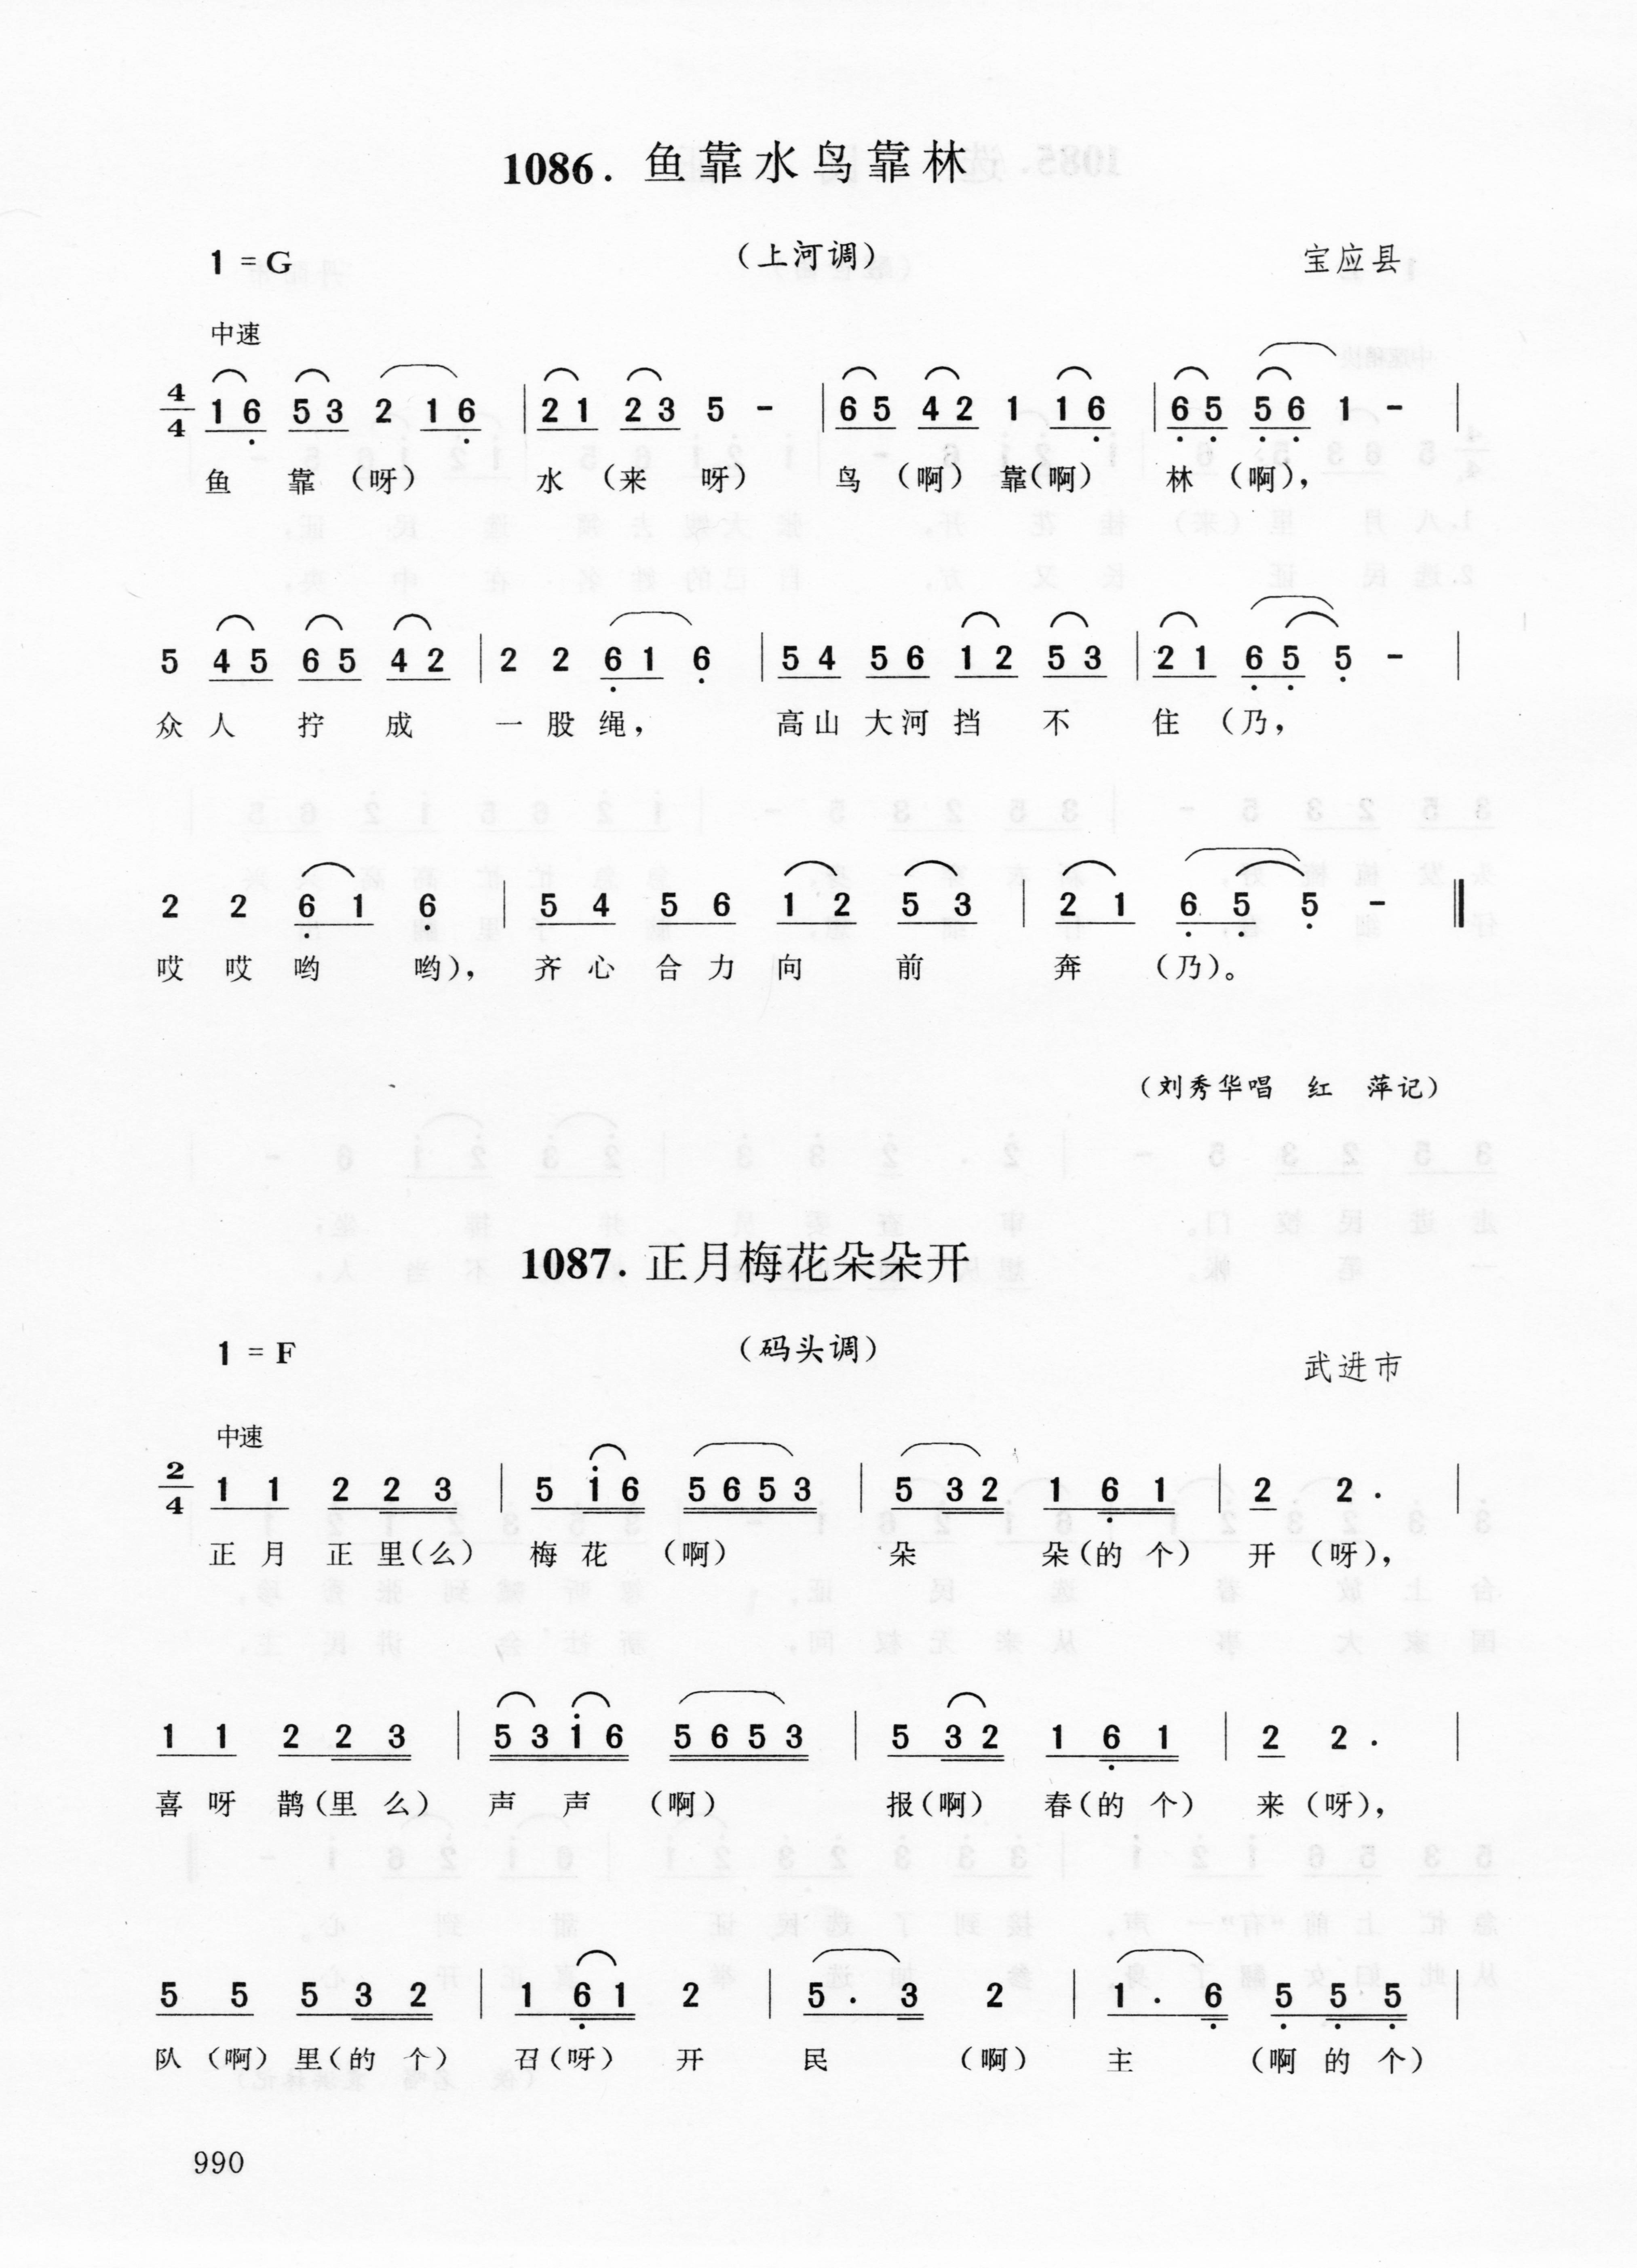 1086. 鱼靠水鸟靠林
1 = G （上河调） 宝应县
中速
4/4 1 6̣ 5 3 2 1 6̣ | 2 1 2 3 5 - | 6 5 4 2 1 1 6̣ | 6̣ 5̣ 5̣ 6̣ 1 - |
鱼 靠（呀） 水（来 呀） 鸟（啊）靠（啊） 林（啊），
5 4 5 6 5 4 2 | 2 2 6̣ 1 6̣ | 5 4 5 6 1 2 5 3 | 2 1 6̣ 5̣ 5̣ - |
众 人 拧 成 一 股 绳， 高山 大河 挡 不 住（乃，
2 2 6̣ 1 6̣ | 5 4 5 6 1 2 5 3 | 2 1 6̣ 5̣ 5̣ - ‖
哎 哎 哟 哟）， 齐 心 合 力 向 前 奔（乃）。
（刘秀华唱 红 萍记）
1087. 正月梅花朵朵开
1 = F （码头调） 武进市
中速
2/4 1 1 2 2 3 | 5 1̇ 6 5 6 5 3 | 5 3 2 1 6̣ 1 | 2 2 · |
正 月 正 里（么） 梅 花（啊） 朵 朵（的 个） 开（呀），
1 1 2 2 3 | 5 3 1̇ 6 5 6 5 3 | 5 3 2 1 6̣ 1 | 2 2 · |
喜 呀 鹊（里 么） 声 声（啊） 报（啊） 春（的 个） 来（呀），
5 5 5 3 2 | 1 6̣ 1 2 | 5 · 3 2 | 1 · 6̣ 5̣ 5̣ 5̣ |
队（啊） 里（的 个） 召（呀） 开 民（啊） 主（啊 的 个）
990